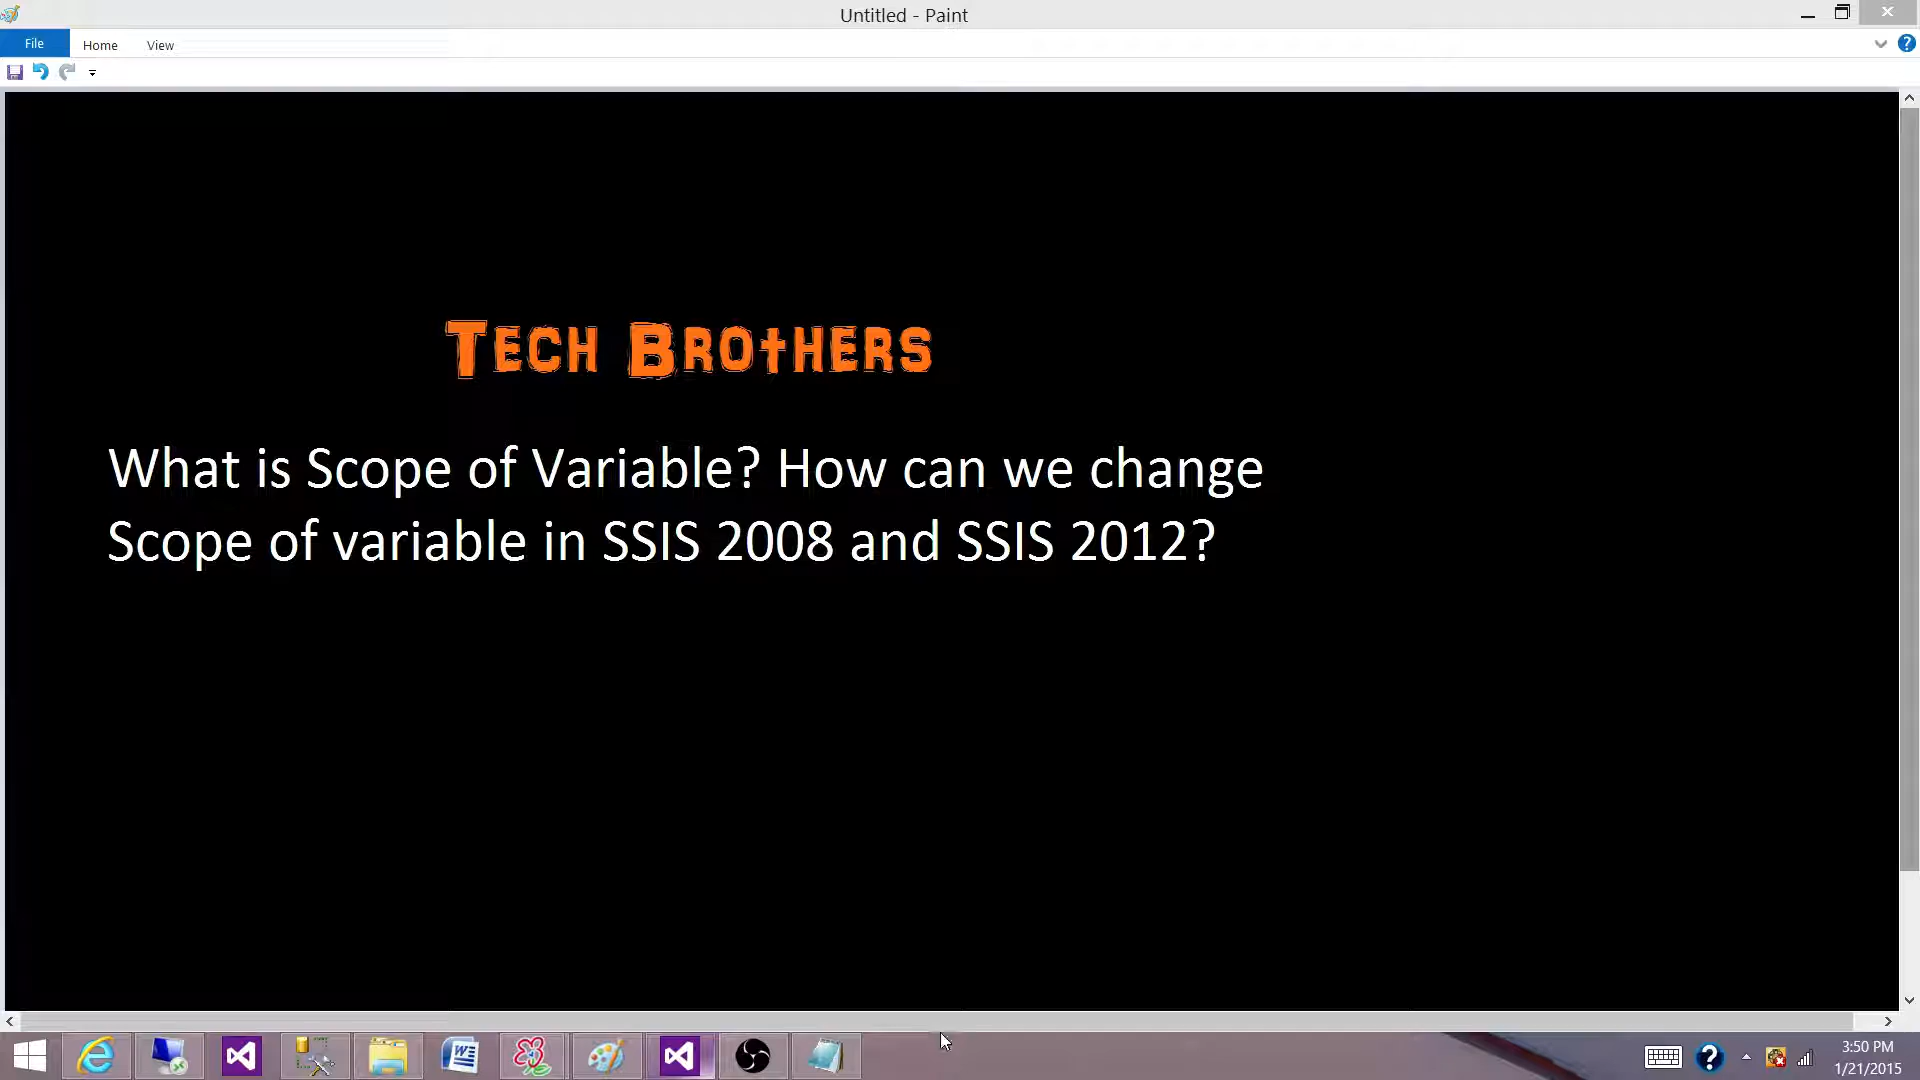 Untitled - Paint
File
Home
View
Tech Brothers
What is Scope of Variable? How can we change
Scope of variable in SSIS 2008 and SSIS 2012?
3:50 PM
1/21/2015